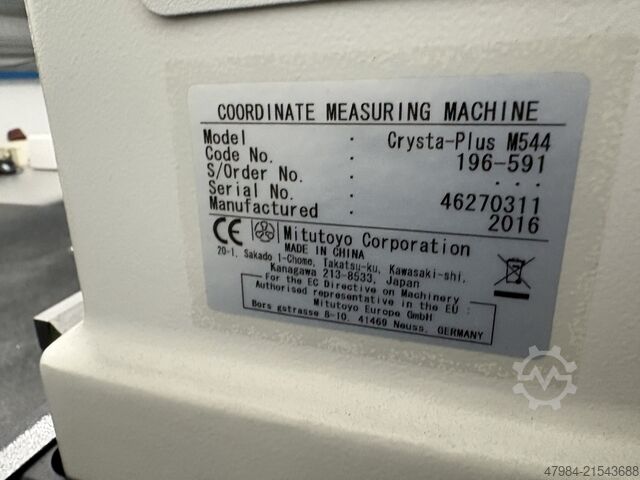 COORDINATE MEASURING MACHINE
Model : Crysta-Plus M544
Code No. : 196-591
S/Order No. : ...
Serial No. : 46270311
Manufactured : 2016
CE Mitutoyo Corporation
MADE IN CHINA
20-1, Sakado 1-Chome, Takatsu-ku, Kawasaki-shi,
Kanagawa 213-8533, Japan
For the EC Directive on Machinery
Authorised representative in the EU :
Mitutoyo Europe GmbH
Bors gstrasse 8-10, 41469 Neuss, GERMANY
47984-21543688